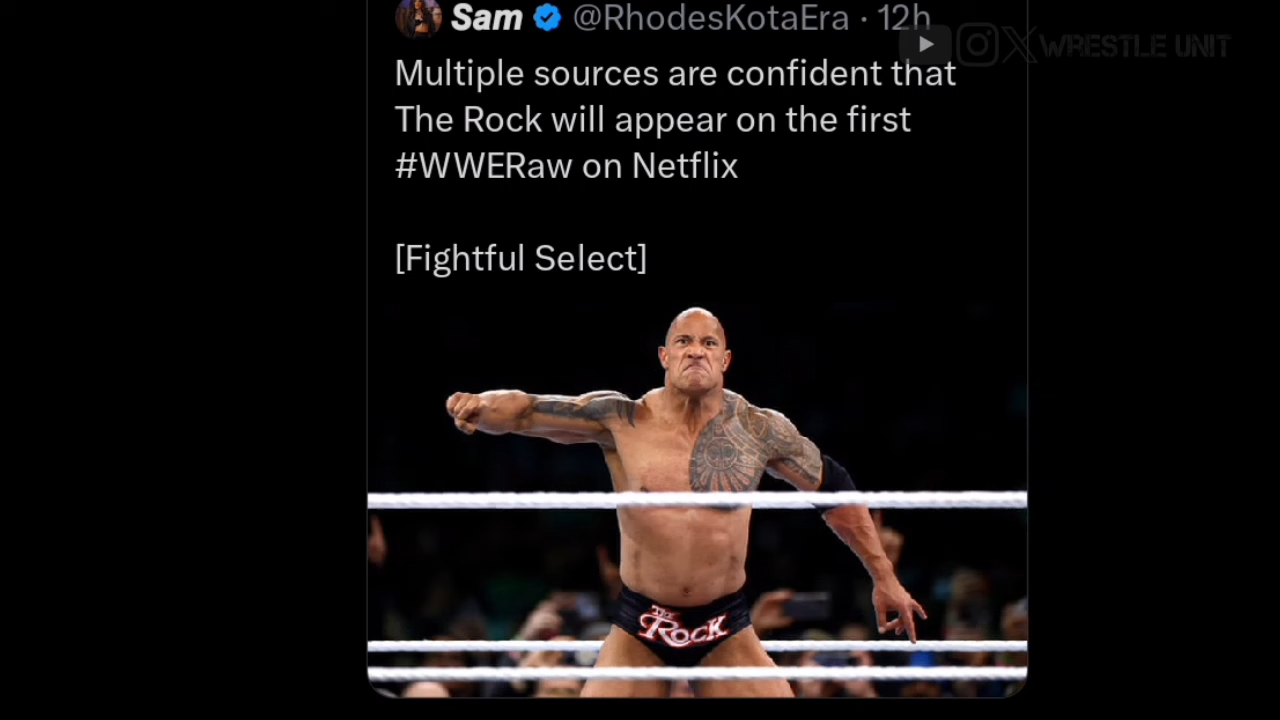 Sam @RhodesKotaEra · 12h
WRESTLE UNIT
Multiple sources are confident that
The Rock will appear on the first
#WWERaw on Netflix
[Fightful Select]
THE
ROCK